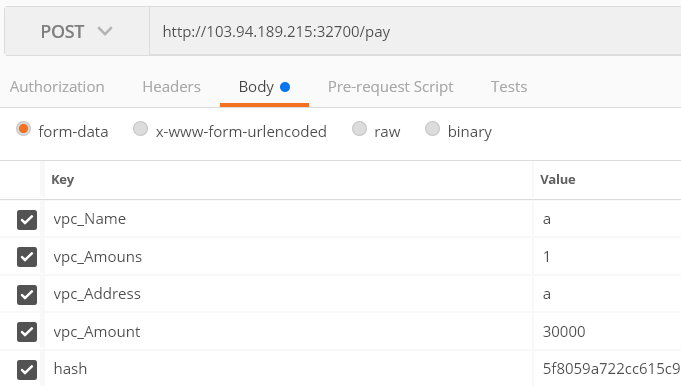 POST http://103.94.189.215:32700/pay
Authorization Headers Body Pre-request Script Tests
form-data x-www-form-urlencoded raw binary
Key Value
vpc_Name a
vpc_Amouns 1
vpc_Address a
vpc_Amount 30000
hash 5f8059a722cc615c9